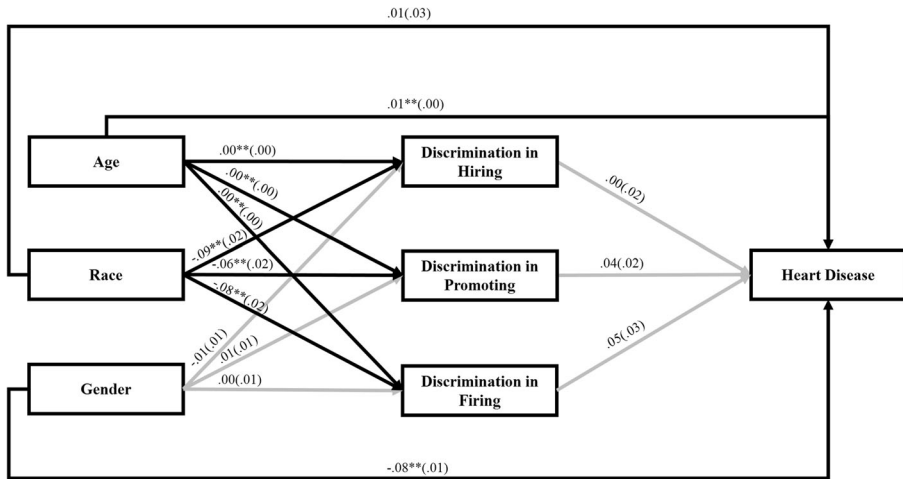 .01(.03)
.01**(.00)
Age
.00**(.00)
Discrimination in
Hiring
.00**(.00)
.00**(.00)
.00(.02)
-.09**(.02)
Race
-.06**(.02)
Discrimination in
Promoting
.04(.02)
Heart Disease
-.08**(.02)
-.01(.01)
.01(.01)
.05(.03)
Gender
.00(.01)
Discrimination in
Firing
-.08**(.01)